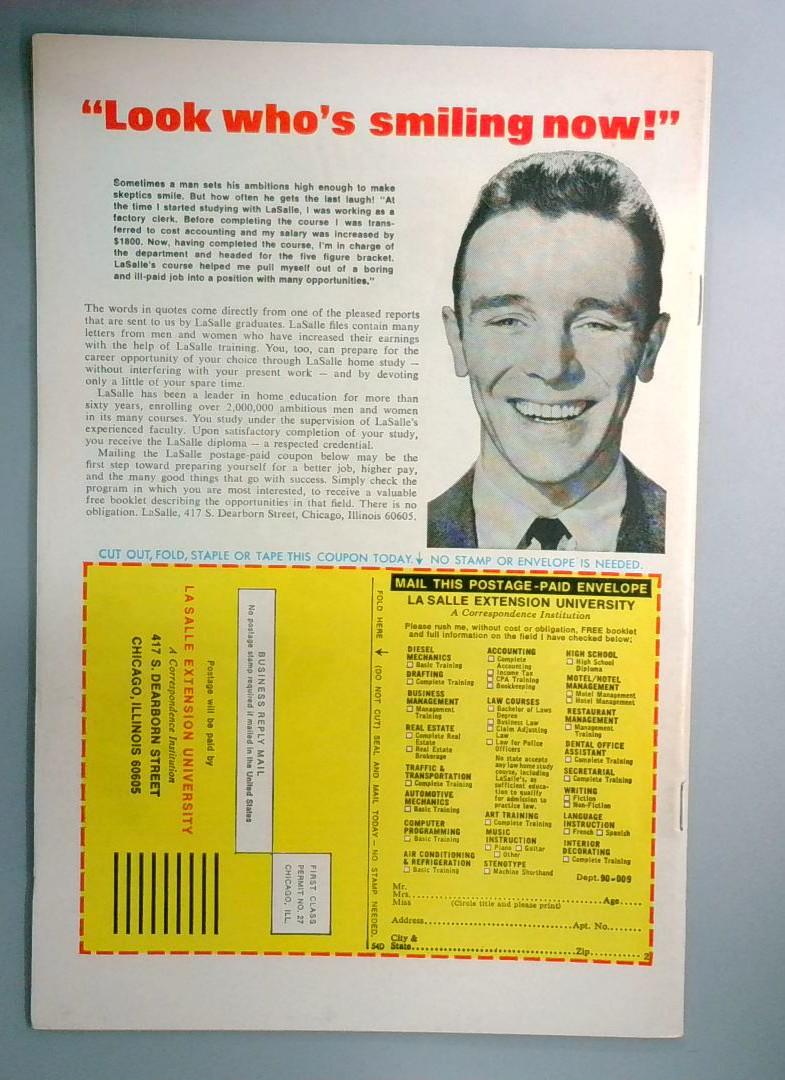 “Look who's smiling now!”
Sometimes a man sets his ambitions high enough to make
skeptics smile. But how often he gets the last laugh! "At
the time I started studying with LaSalle, I was working as a
factory clerk. Before completing the course I was trans-
ferred to cost accounting and my salary was increased by
$1800. Now, having completed the course, I'm in charge of
the department and headed for the five figure bracket.
LaSalle's course helped me pull myself out of a boring
and ill-paid job into a position with many opportunities."
The words in quotes come directly from one of the pleased reports
that are sent to us by LaSalle graduates. LaSalle files contain many
letters from men and women who have increased their earnings
with the help of LaSalle training. You, too, can prepare for the
career opportunity of your choice through LaSalle home study —
without interfering with your present work — and by devoting
only a little of your spare time.
LaSalle has been a leader in home education for more than
sixty years, enrolling over 2,000,000 ambitious men and women
in its many courses. You study under the supervision of LaSalle's
experienced faculty. Upon satisfactory completion of your study,
you receive the LaSalle diploma — a respected credential.
Mailing the LaSalle postage-paid coupon below may be the
first step toward preparing yourself for a better job, higher pay,
and the many good things that go with success. Simply check the
program in which you are most interested, to receive a valuable
free booklet describing the opportunities in that field. There is no
obligation. LaSalle, 417 S. Dearborn Street, Chicago, Illinois 60605.
CUT OUT, FOLD, STAPLE OR TAPE THIS COUPON TODAY. NO STAMP OR ENVELOPE IS NEEDED.
FIRST CLASS
PERMIT NO. 27
CHICAGO, ILL.
BUSINESS REPLY MAIL
No postage stamp required if mailed in the United States
Postage will be paid by
LA SALLE EXTENSION UNIVERSITY
A Correspondence Institution
417 S. DEARBORN STREET
CHICAGO, ILLINOIS 60605
FOLD HERE (DO NOT CUT) SEAL AND MAIL TODAY – NO STAMP NEEDED.
MAIL THIS POSTAGE-PAID ENVELOPE
LA SALLE EXTENSION UNIVERSITY
A Correspondence Institution
Please rush me, without cost or obligation, FREE booklet
and full information on the field I have checked below:
DIESEL
MECHANICS
Basic Training
DRAFTING
Complete Training
BUSINESS
MANAGEMENT
Management
Training
REAL ESTATE
Complete Real
Estate
Real Estate
Brokerage
TRAFFIC &
TRANSPORTATION
Complete Training
AUTOMOTIVE
MECHANICS
Basic Training
COMPUTER
PROGRAMMING
Basic Training
AIR CONDITIONING
& REFRIGERATION
Basic Training
ACCOUNTING
Complete
Accounting
Income Tax
CPA Training
Bookkeeping
LAW COURSES
Bachelor of Laws
Degree
Business Law
Claim Adjusting
Law
Law for Police
Officers
No state accepts
any law home study
course, including
LaSalle's, as
sufficient educa-
tion to qualify
for admission to
practice law.
ART TRAINING
Complete Training
MUSIC
INSTRUCTION
Piano Guitar
Other
STENOTYPE
Machine Shorthand
HIGH SCHOOL
High School
Diploma
MOTEL/HOTEL
MANAGEMENT
Motel Management
Hotel Management
RESTAURANT
MANAGEMENT
Management
Training
DENTAL OFFICE
ASSISTANT
Complete Training
SECRETARIAL
Complete Training
WRITING
Fiction
Non-Fiction
LANGUAGE
INSTRUCTION
French Spanish
INTERIOR
DECORATING
Complete Training
Dept. 90-009
Mr.
Mrs.
Miss Age
(Circle title and please print)
Address Apt. No.
City &
State Zip
540
2